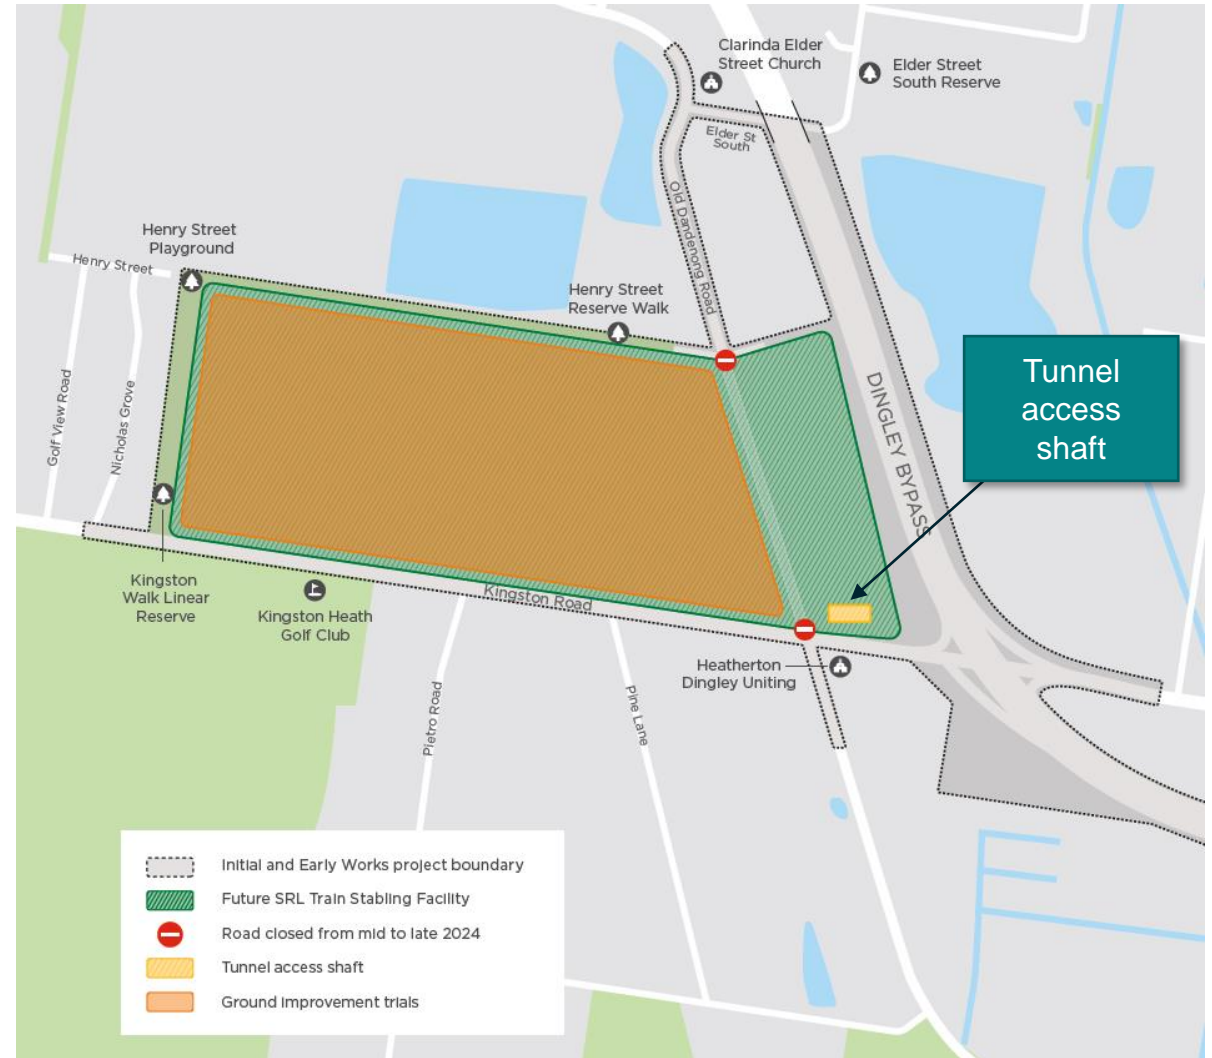 Clarinda Elder
Street Church
Elder Street
South Reserve
Elder St
South
Old Dandenong Road
Henry Street
Playground
Henry Street
Henry Street
Reserve Walk
Tunnel
access
shaft
DINGLEY BYPASS
Golf View Road
Nicholas Grove
Kingston
Walk Linear
Reserve
Kingston Heath
Golf Club
Kingston Road
Heatherton
Dingley Uniting
Pietro Road
Pine Lane
Initial and Early Works project boundary
Future SRL Train Stabling Facility
Road closed from mid to late 2024
Tunnel access shaft
Ground improvement trials